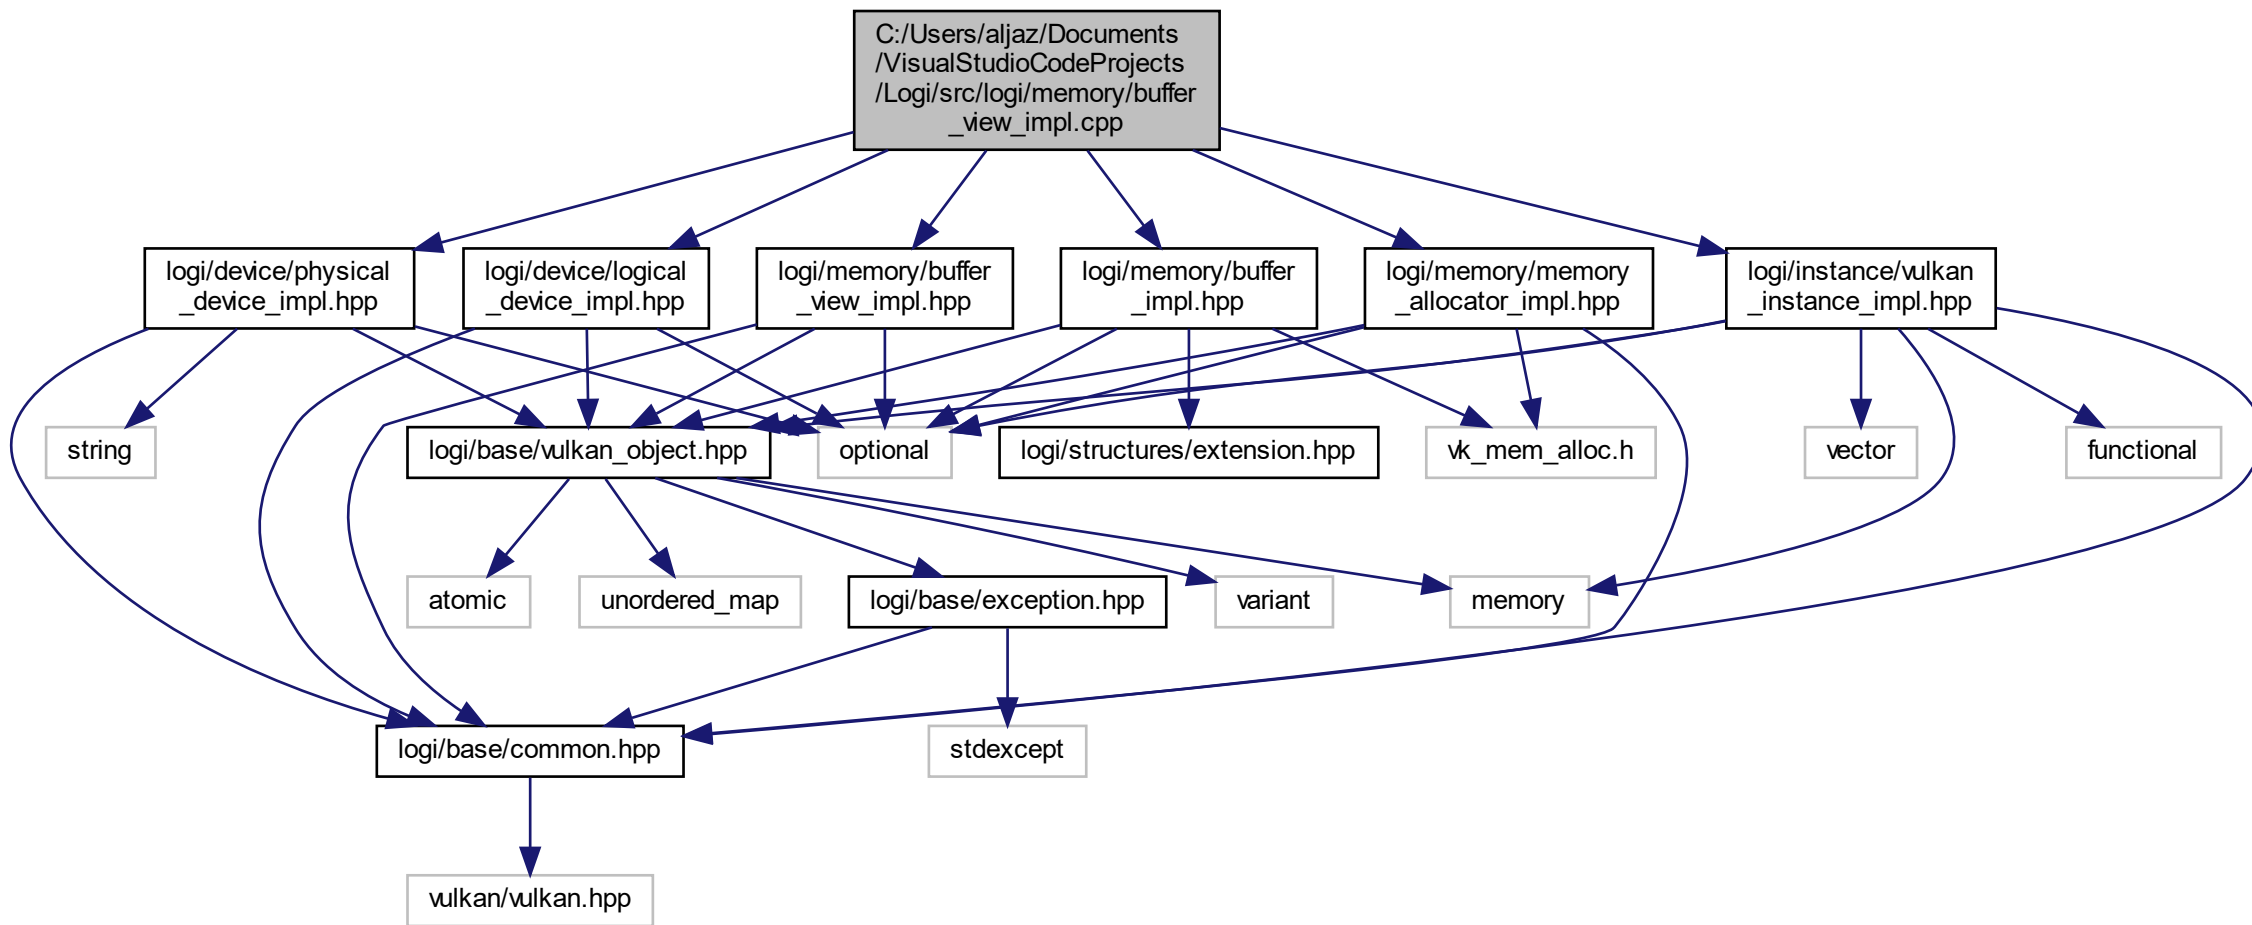 C:/Users/aljaz/Documents
/VisualStudioCodeProjects
/Logi/src/logi/memory/buffer
_view_impl.cpp
logi/device/physical
_device_impl.hpp
logi/device/logical
_device_impl.hpp
logi/memory/buffer
_view_impl.hpp
logi/memory/buffer
_impl.hpp
logi/memory/memory
_allocator_impl.hpp
logi/instance/vulkan
_instance_impl.hpp
string
logi/base/vulkan_object.hpp
optional
logi/structures/extension.hpp
vk_mem_alloc.h
vector
functional
atomic
unordered_map
logi/base/exception.hpp
variant
memory
logi/base/common.hpp
stdexcept
vulkan/vulkan.hpp